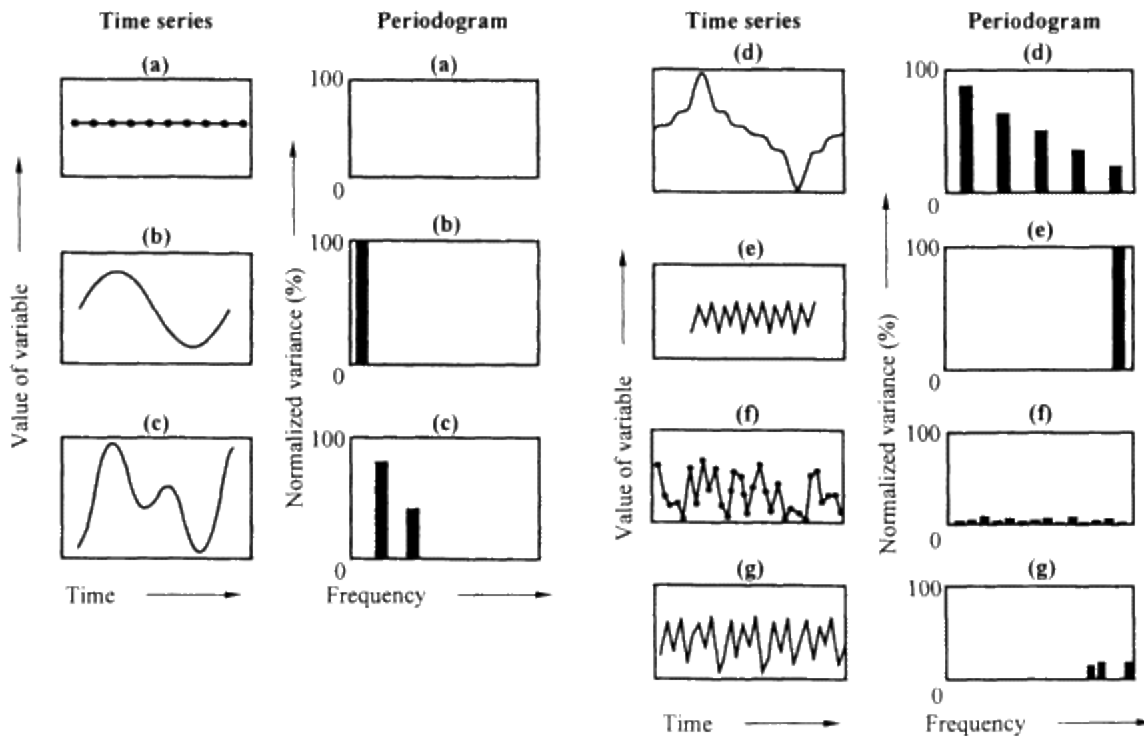 Time series
Periodogram
(a)
(a)
100
0
(b)
(b)
100
0
(c)
(c)
100
0
Value of variable
Normalized variance (%)
Time
Frequency
Time series
Periodogram
(d)
(d)
100
0
(e)
(e)
100
0
(f)
(f)
100
0
(g)
(g)
100
0
Value of variable
Normalized variance (%)
Time
Frequency